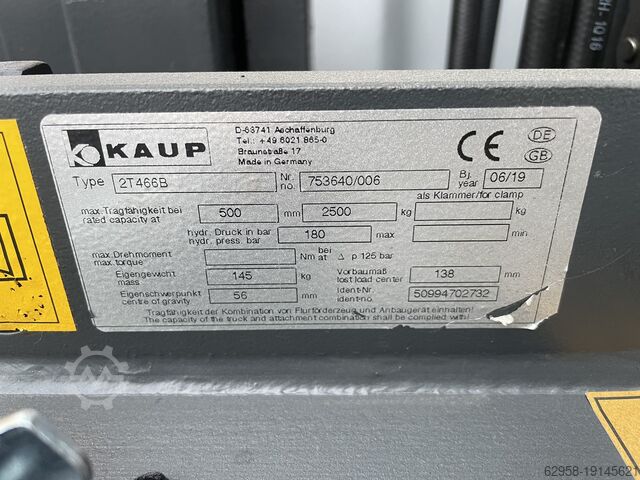 CH-1016
KAUP
D-63741 Aschaffenburg
Tel.: +49 6021 865-0
Braunstraße 17
Made in Germany
CE DE
GB
Type 2T466B Nr. no. 753640/006 Bj. year 06/19
als Klammer/for clamp
max.Tragfähigkeit bei rated capacity at 500 mm 2500 kg kg
hydr. Druck in bar hydr. press. bar 180 max min
max.Drehmoment max.torque Nm bei at Δ p 125 bar
Eigengewicht mass 145 kg Vorbaumaß lost load center 138 mm
Eigenschwerpunkt centre of gravity 56 mm Ident-Nr. ident-no. 50994702732
Tragfähigkeit der Kombination von Flurförderzeug und Anbaugerät einhalten!
The capacity of the truck and attachment combination shall be complied with!
62958-19145621